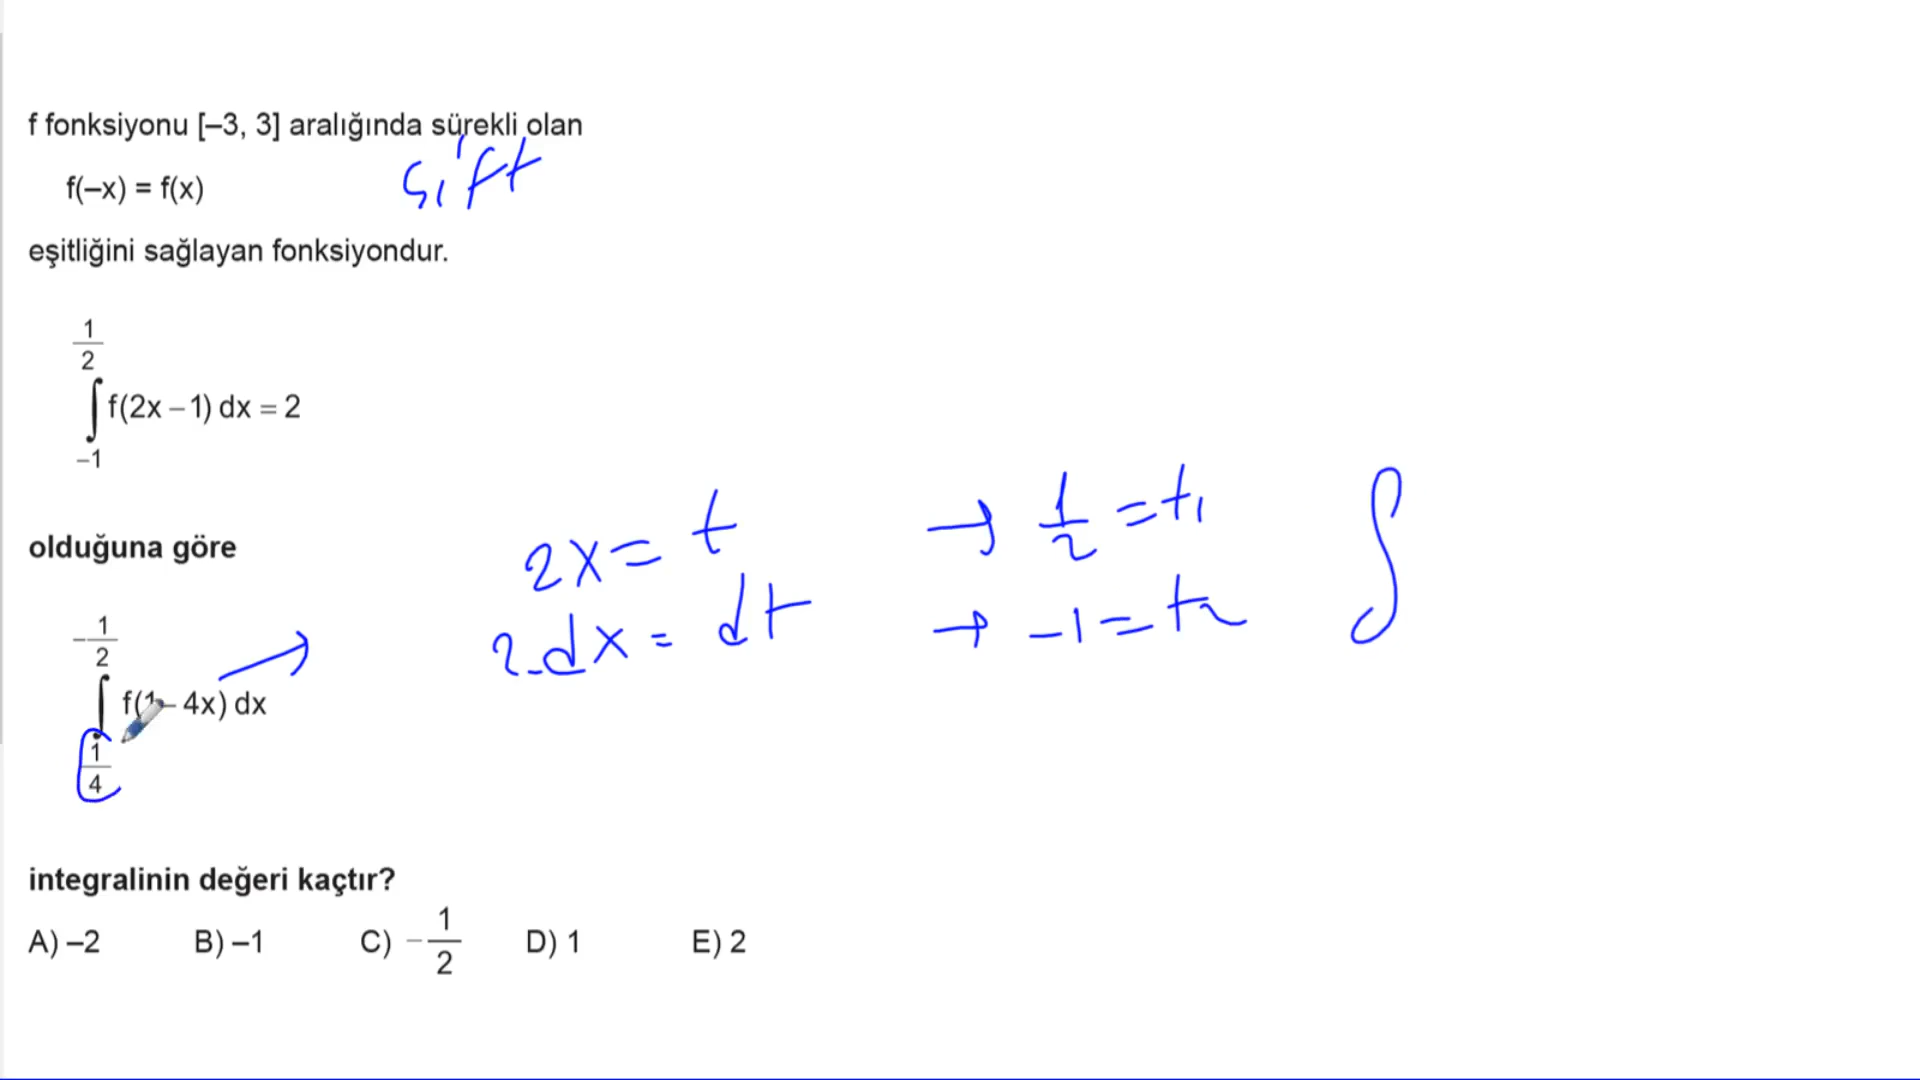 f fonksiyonu [–3, 3] aralığında sürekli olan
f(–x) = f(x)
çift
eşitliğini sağlayan fonksiyondur.
1
2
∫ f(2x – 1) dx = 2
–1
olduğuna göre
2x = t → 1/2 = t₁ ∫
2.dx = dt → -1 = t₂
- 1
2
∫ f(1 – 4x) dx
1
4
integralinin değeri kaçtır?
A) –2 B) –1 C) - 1/2 D) 1 E) 2